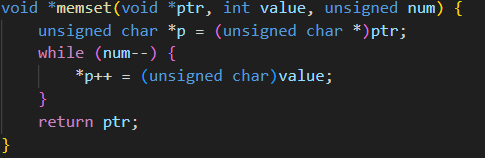 void *memset(void *ptr, int value, unsigned num) {
    unsigned char *p = (unsigned char *)ptr;
    while (num--) {
        *p++ = (unsigned char)value;
    }
    return ptr;
}